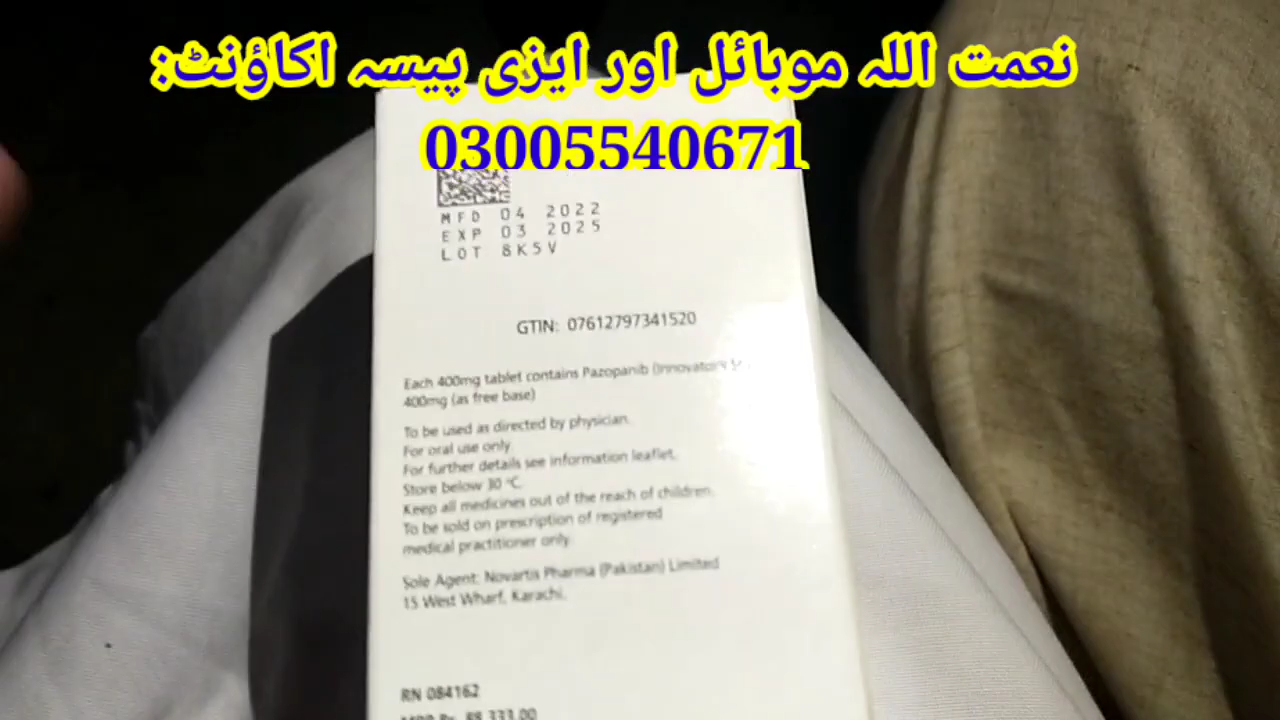 نعمت اللہ موبائل اور ایزی پیسہ اکاؤنٹ:
03005540671
MFD 04 2022
EXP 03 2025
LOT 8K5V
GTIN: 07612797341520
Each 400mg tablet contains Pazopanib (Innovator's
400mg (as free base)
To be used as directed by physician.
For oral use only.
For further details see information leaflet.
Store below 30 °C.
Keep all medicines out of the reach of children.
To be sold on prescription of registered
medical practitioner only.
Sole Agent: Novartis Pharma (Pakistan) Limited
15 West Wharf, Karachi.
RN 084162